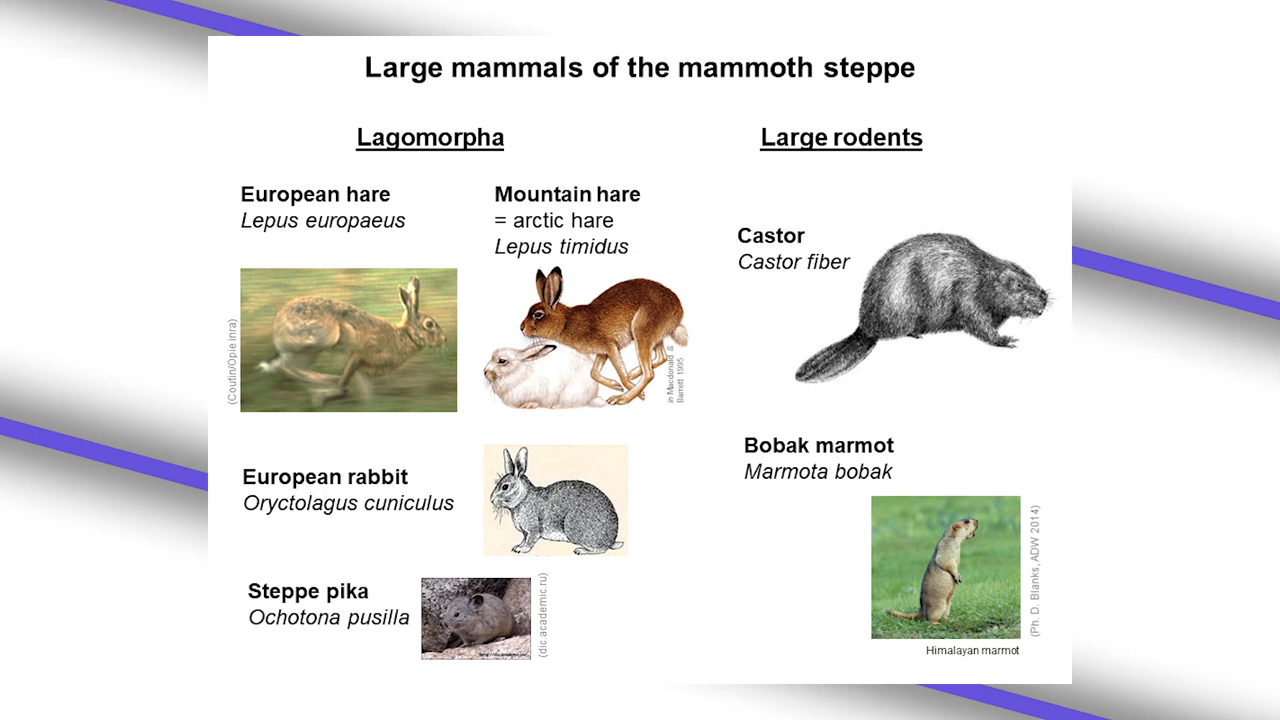 Large mammals of the mammoth steppe
Lagomorpha
European hare
Lepus europaeus
(Coutin/Opie inra)
Mountain hare
= arctic hare
Lepus timidus
in Macdonald &
Barrett 1995
European rabbit
Oryctolagus cuniculus
Steppe pika
Ochotona pusilla
(dic.academic.ru)
Large rodents
Castor
Castor fiber
Bobak marmot
Marmota bobak
(Ph. D. Blanks, ADW 2014)
Himalayan marmot